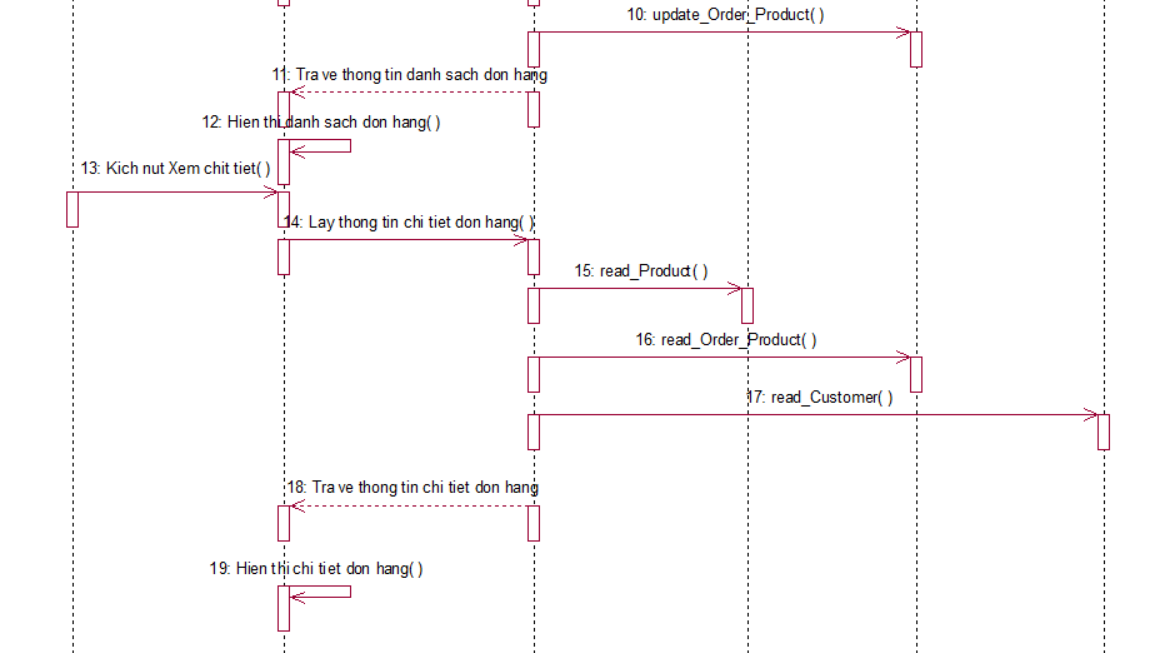 10: update_Order_Product( )
11: Tra ve thong tin danh sach don hang
12: Hien thi danh sach don hang( )
13: Kich nut Xem chit tiet( )
14: Lay thong tin chi tiet don hang( )
15: read_Product( )
16: read_Order_Product( )
17: read_Customer( )
18: Tra ve thong tin chi tiet don hang
19: Hien thi chi tiet don hang( )